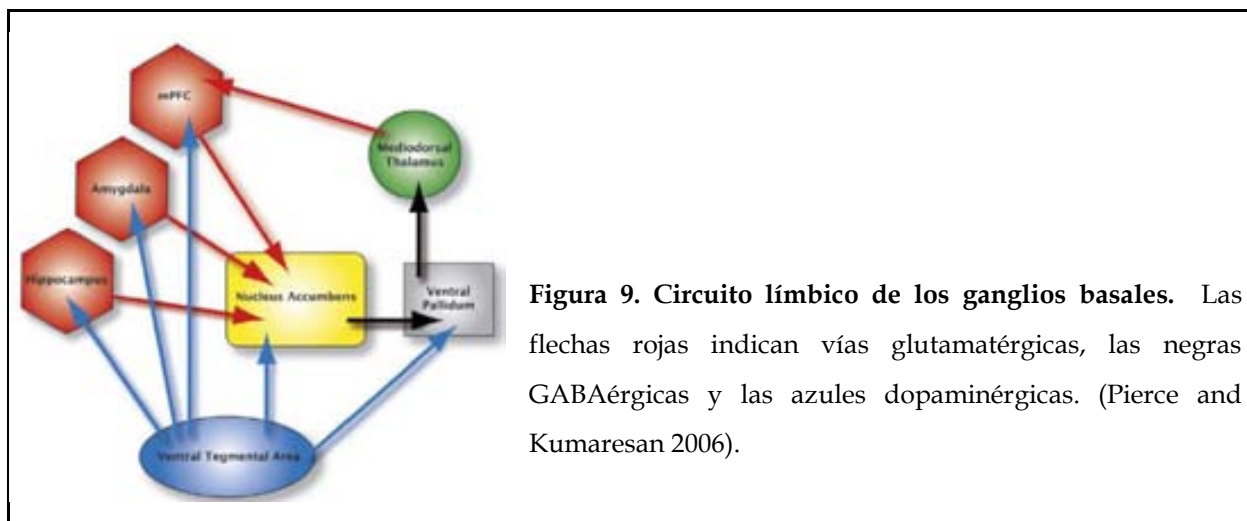 mPFC
Mediodorsal
Thalamus
Amygdala
Hippocampus
Nucleus Accumbens
Ventral
Pallidum
Ventral Tegmental Area
Figura 9. Circuito límbico de los ganglios basales. Las
flechas rojas indican vías glutamatérgicas, las negras
GABAérgicas y las azules dopaminérgicas. (Pierce and
Kumaresan 2006).